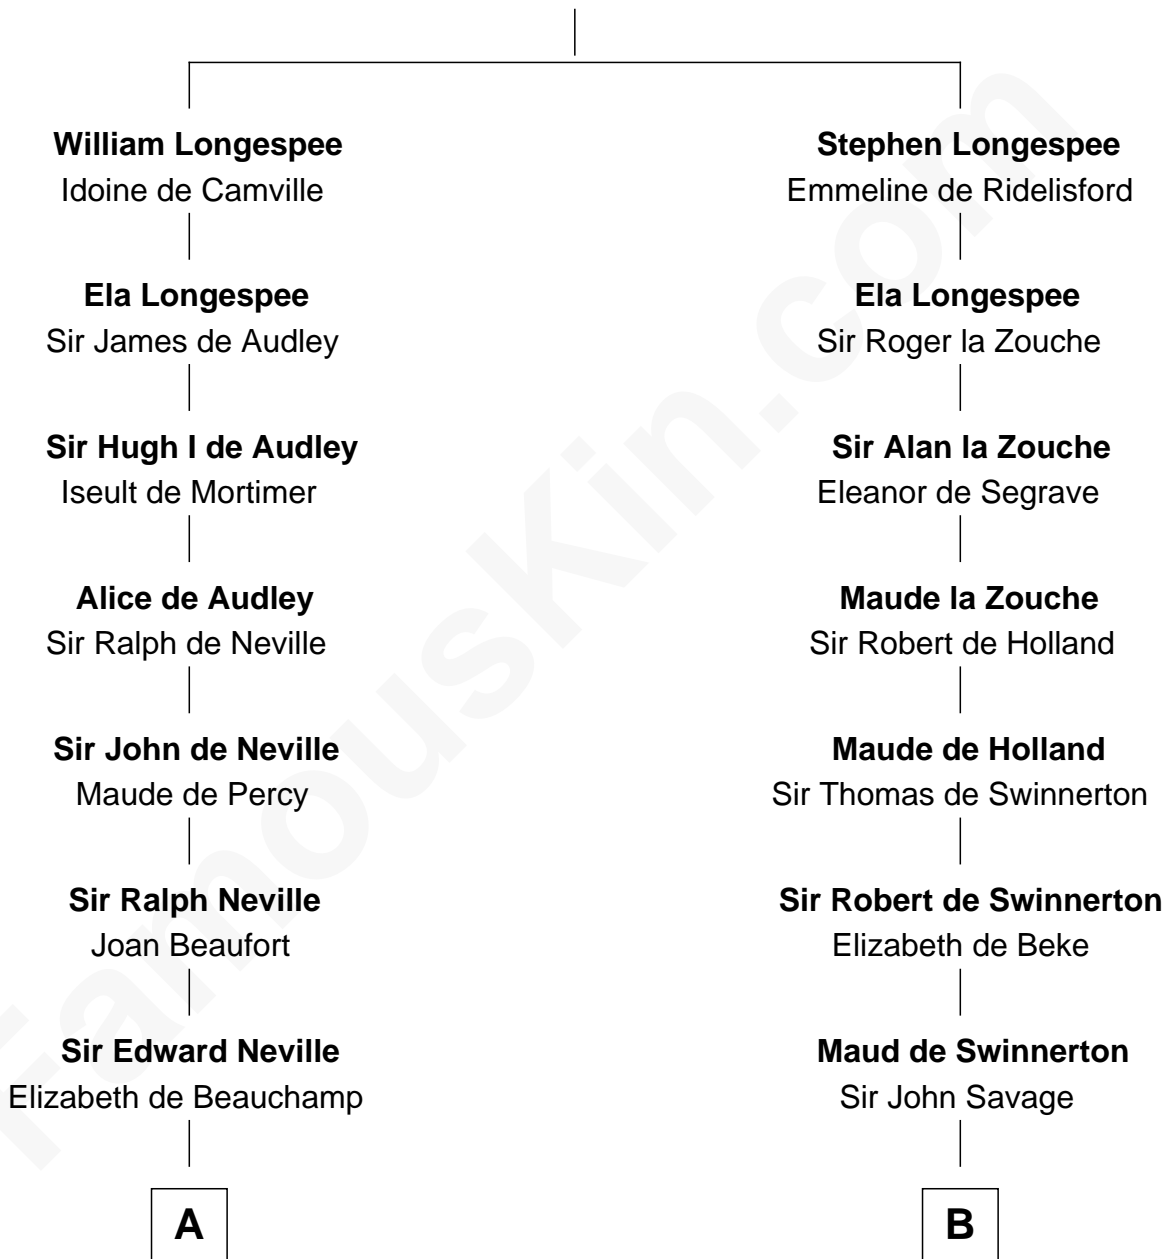 William Longespee
Idoine de Camville
Ela Longespee
Sir James de Audley
Sir Hugh I de Audley
Iseult de Mortimer
Alice de Audley
Sir Ralph de Neville
Sir John de Neville
Maude de Percy
Sir Ralph Neville
Joan Beaufort
Sir Edward Neville
Elizabeth de Beauchamp
A
Stephen Longespee
Emmeline de Ridelisford
Ela Longespee
Sir Roger la Zouche
Sir Alan la Zouche
Eleanor de Segrave
Maude la Zouche
Sir Robert de Holland
Maude de Holland
Sir Thomas de Swinnerton
Sir Robert de Swinnerton
Elizabeth de Beke
Maud de Swinnerton
Sir John Savage
B
FamousKin.com